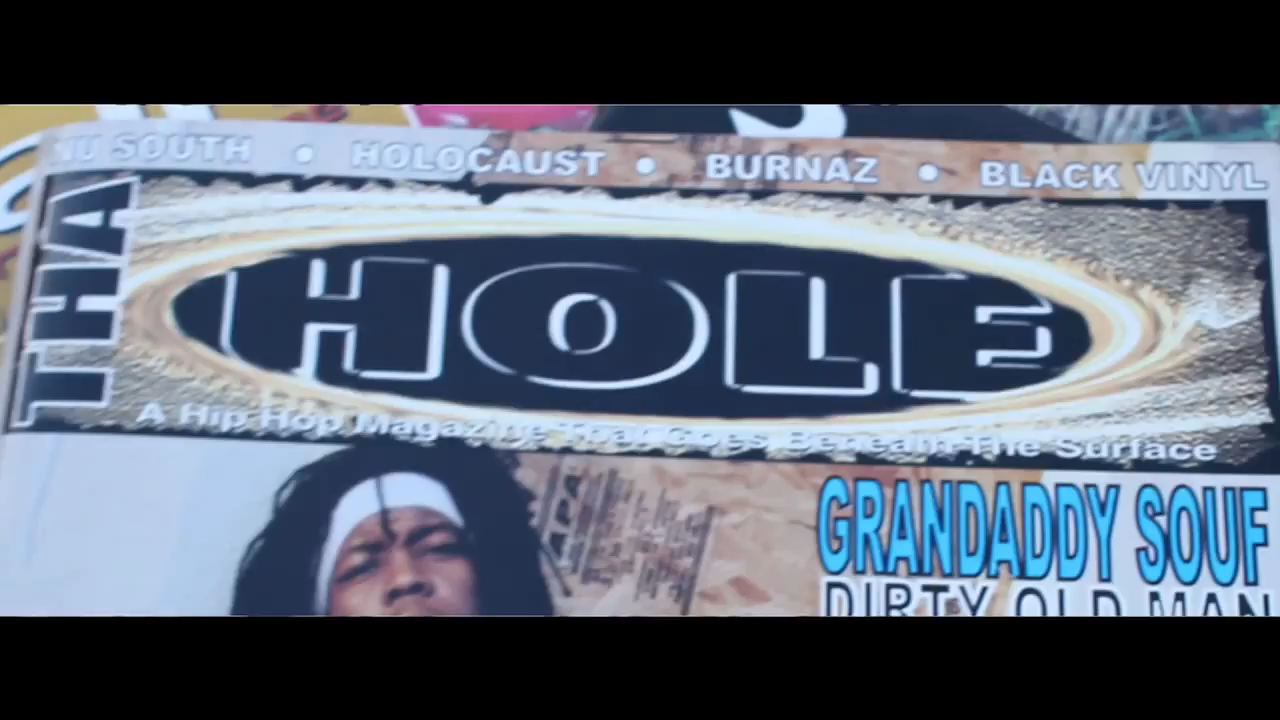 NU SOUTH • HOLOCAUST • BURNAZ • BLACK VINYL
THA
HOLE
A Hip Hop Magazine That Goes Beneath The Surface
GRANDADDY SOUF
DIRTY OLD MAN